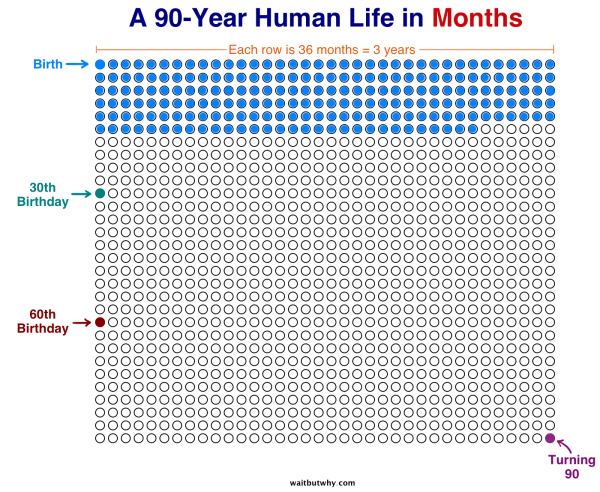 A 90-Year Human Life in Months
Each row is 36 months = 3 years
Birth
30th
Birthday
60th
Birthday
Turning
90
waitbutwhy.com